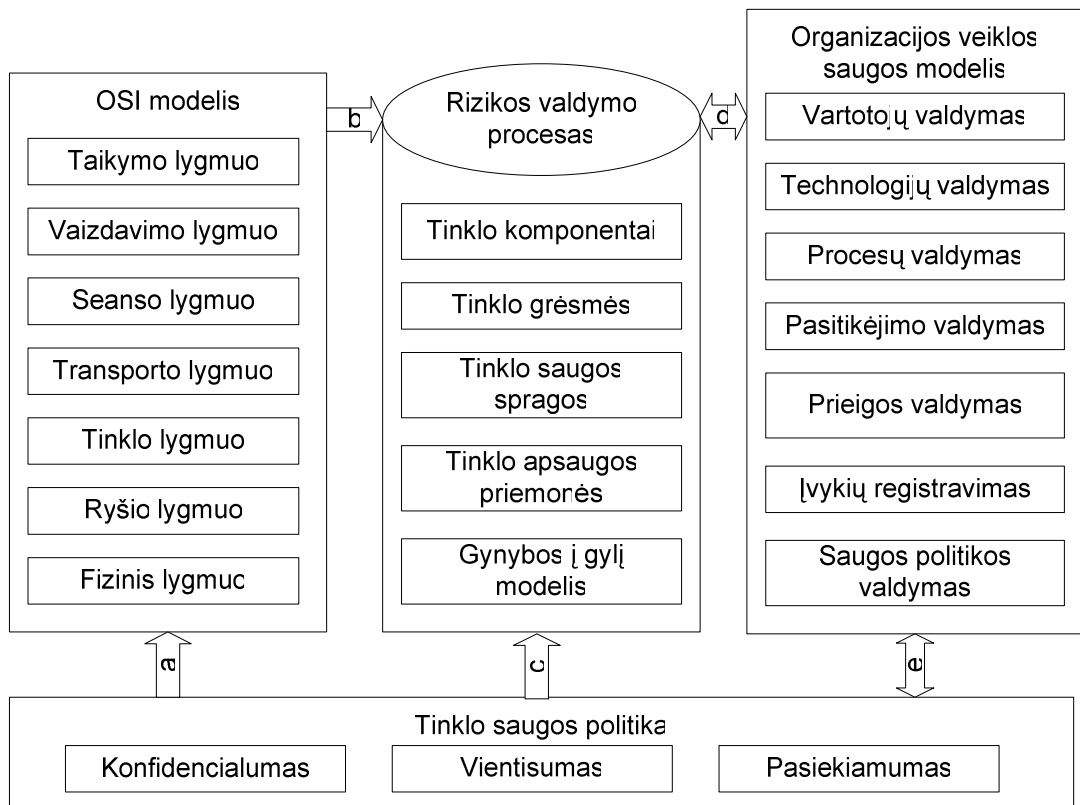 OSI modelis
Taikymo lygmuo
Vaizdavimo lygmuo
Seanso lygmuo
Transporto lygmuo
Tinklo lygmuo
Ryšio lygmuo
Fizinis lygmuo
b
Rizikos valdymo
procesas
Tinklo komponentai
Tinklo grėsmės
Tinklo saugos
spragos
Tinklo apsaugos
priemonės
Gynybos į gylį
modelis
d
Organizacijos veiklos
saugos modelis
Vartotojų valdymas
Technologijų valdymas
Procesų valdymas
Pasitikėjimo valdymas
Prieigos valdymas
Įvykių registravimas
Saugos politikos
valdymas
a
c
e
Tinklo saugos politika
Konfidencialumas
Vientisumas
Pasiekiamumas